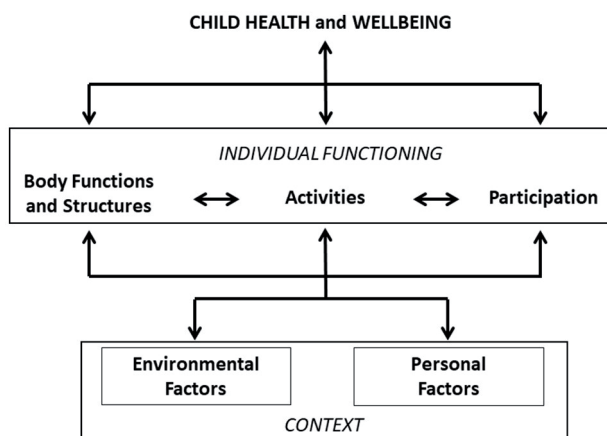 CHILD HEALTH and WELLBEING
INDIVIDUAL FUNCTIONING
Body Functions
and Structures
Activities
Participation
Environmental
Factors
Personal
Factors
CONTEXT